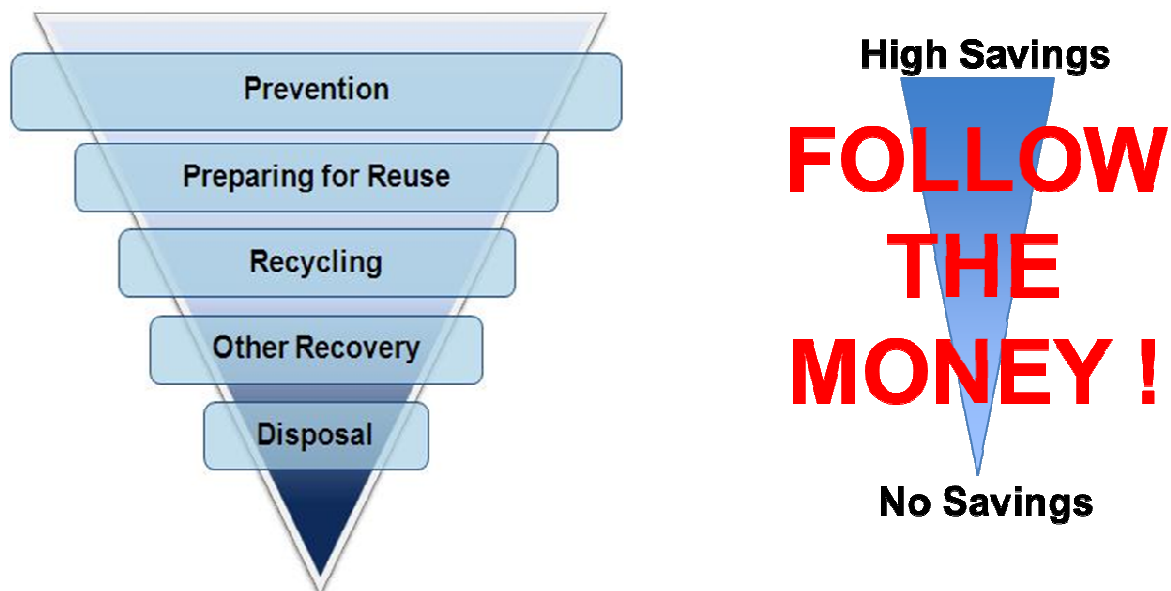 Prevention
Preparing for Reuse
Recycling
Other Recovery
Disposal
High Savings
FOLLOW
THE
MONEY !
No Savings